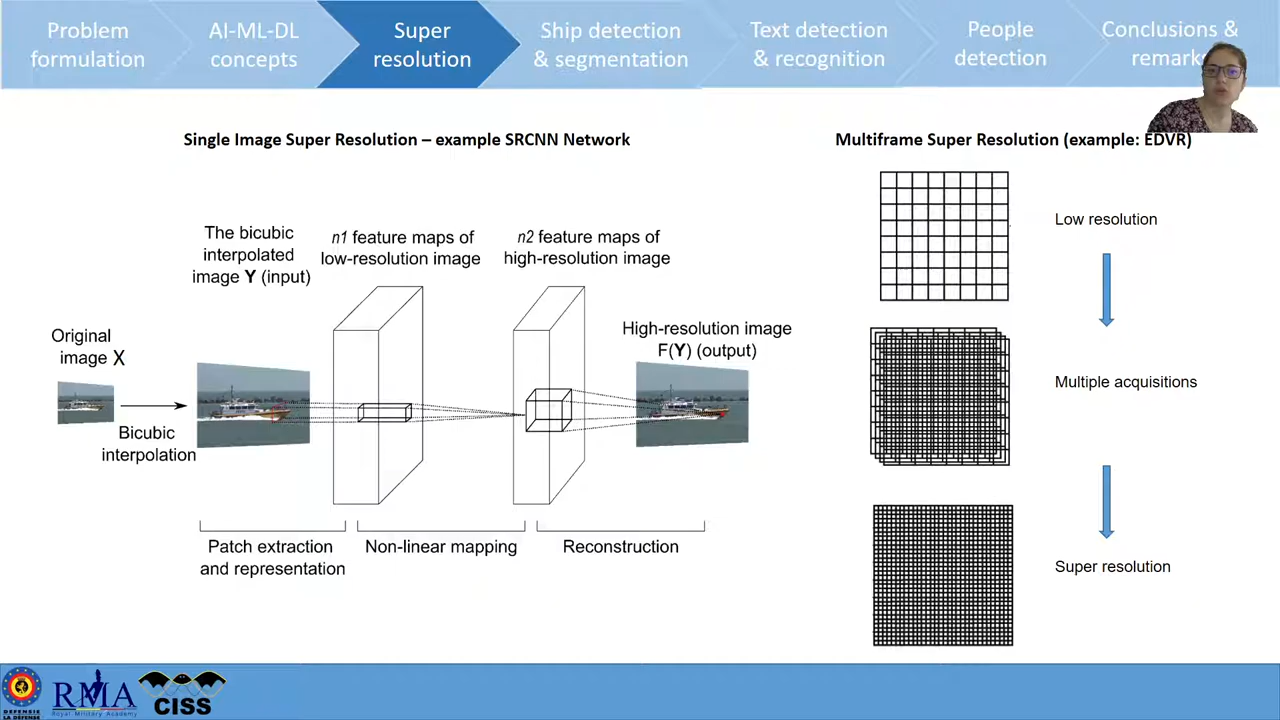 Problem
formulation
AI-ML-DL
concepts
Super
resolution
Ship detection
& segmentation
Text detection
& recognition
People
detection
Conclusions &
remarks
Single Image Super Resolution – example SRCNN Network
Multiframe Super Resolution (example: EDVR)
The bicubic
interpolated
image Y (input)
n1 feature maps of
low-resolution image
n2 feature maps of
high-resolution image
Original
image X
Bicubic
interpolation
High-resolution image
F(Y) (output)
Patch extraction
and representation
Non-linear mapping
Reconstruction
Low resolution
Multiple acquisitions
Super resolution
DEFENSIE
LA DÉFENSE
RMA
Royal Military Academy
CISS